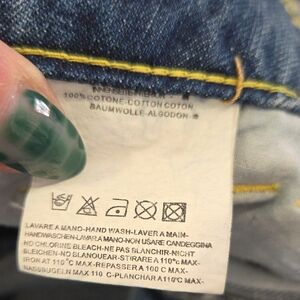 100% COTONE-COTTON COTON
BAUMWOLLE-ALGODON-®
LAVARE A MANO-HAND WASH-LAVER A MAIN-
HANDWASCHEN-LAVAR A MANO-NON USARE CANDEGGINA
NO CHLORINE BLEACH-NE PAS BLANCHIR-NICHT
BLEICHEN-NO BLANQUEAR-STIRARE A 110°C MAX-
IRON AT 110°C MAX-REPASSER A 100 C MAX-
MAX 110 C-PLANCHAR A 110°C MAX-